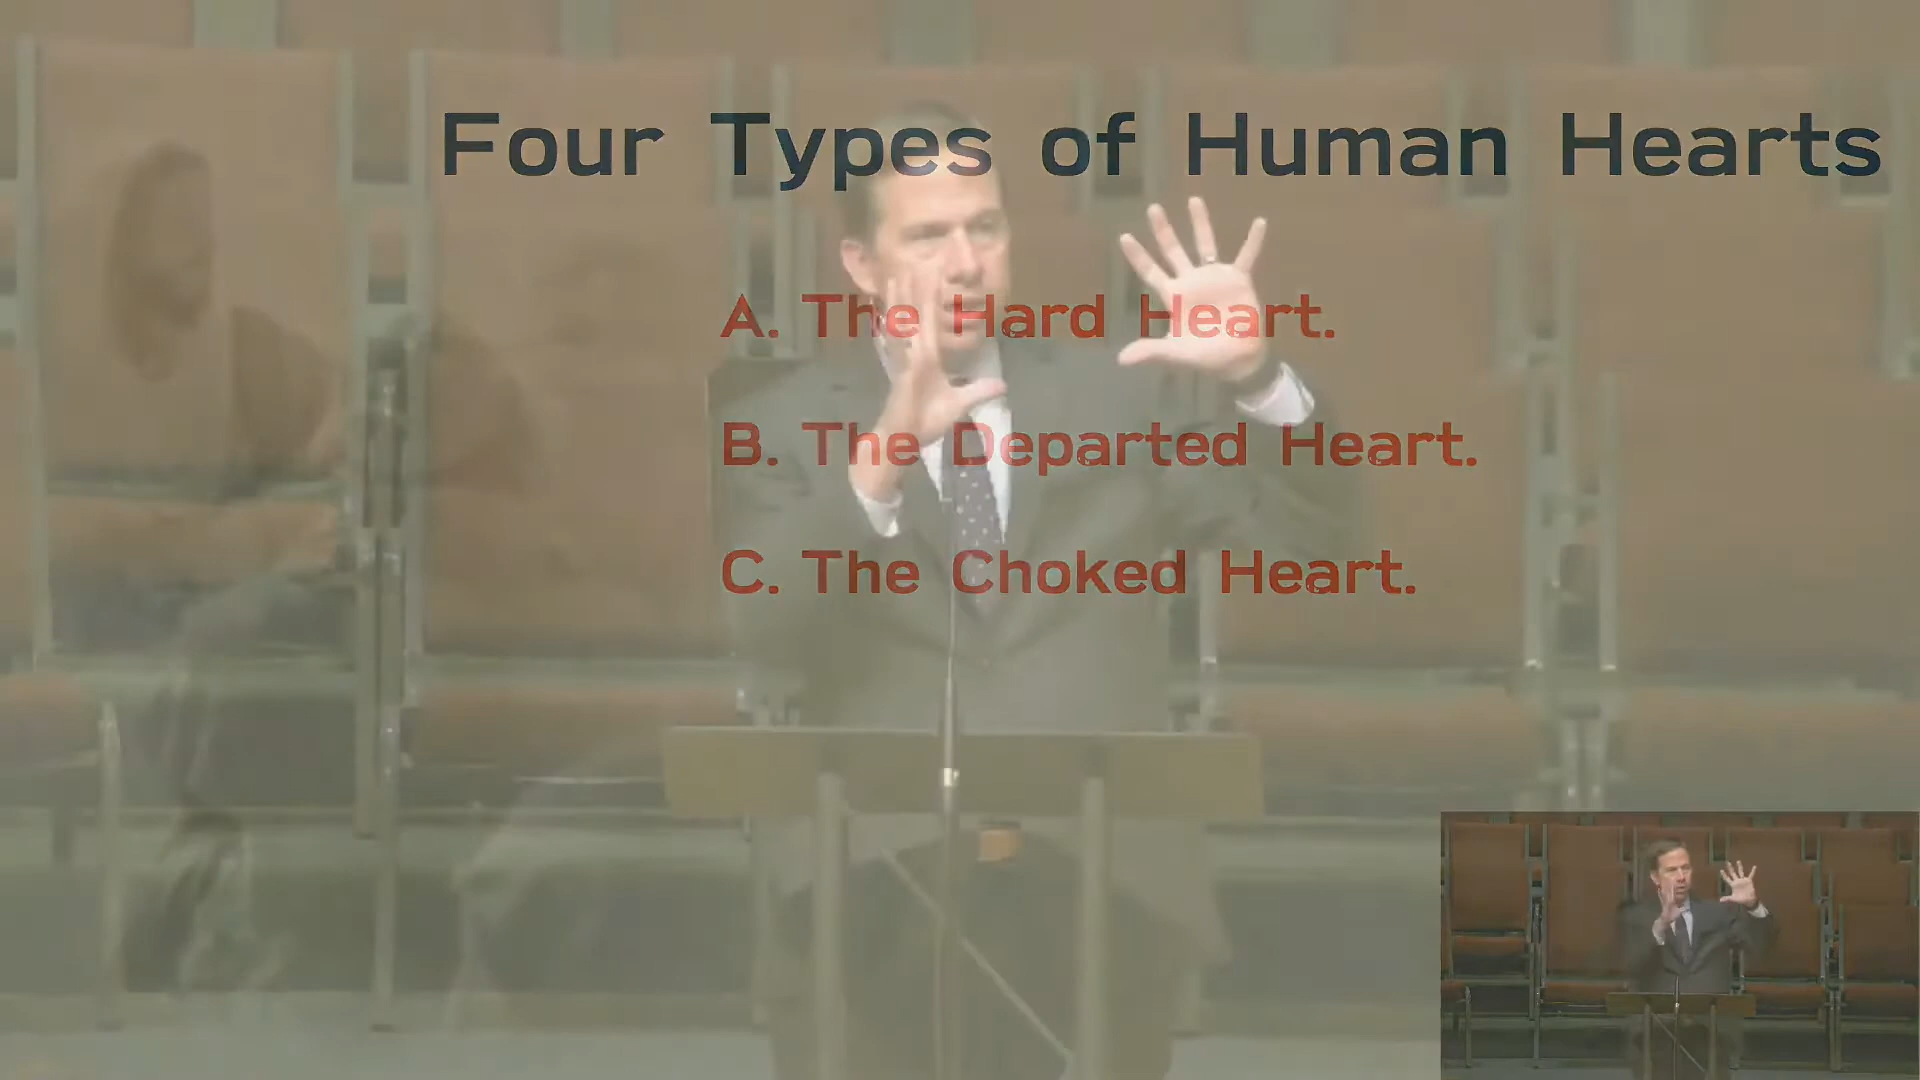 Four Types of Human Hearts
A. The Hard Heart.
B. The Departed Heart.
C. The Choked Heart.